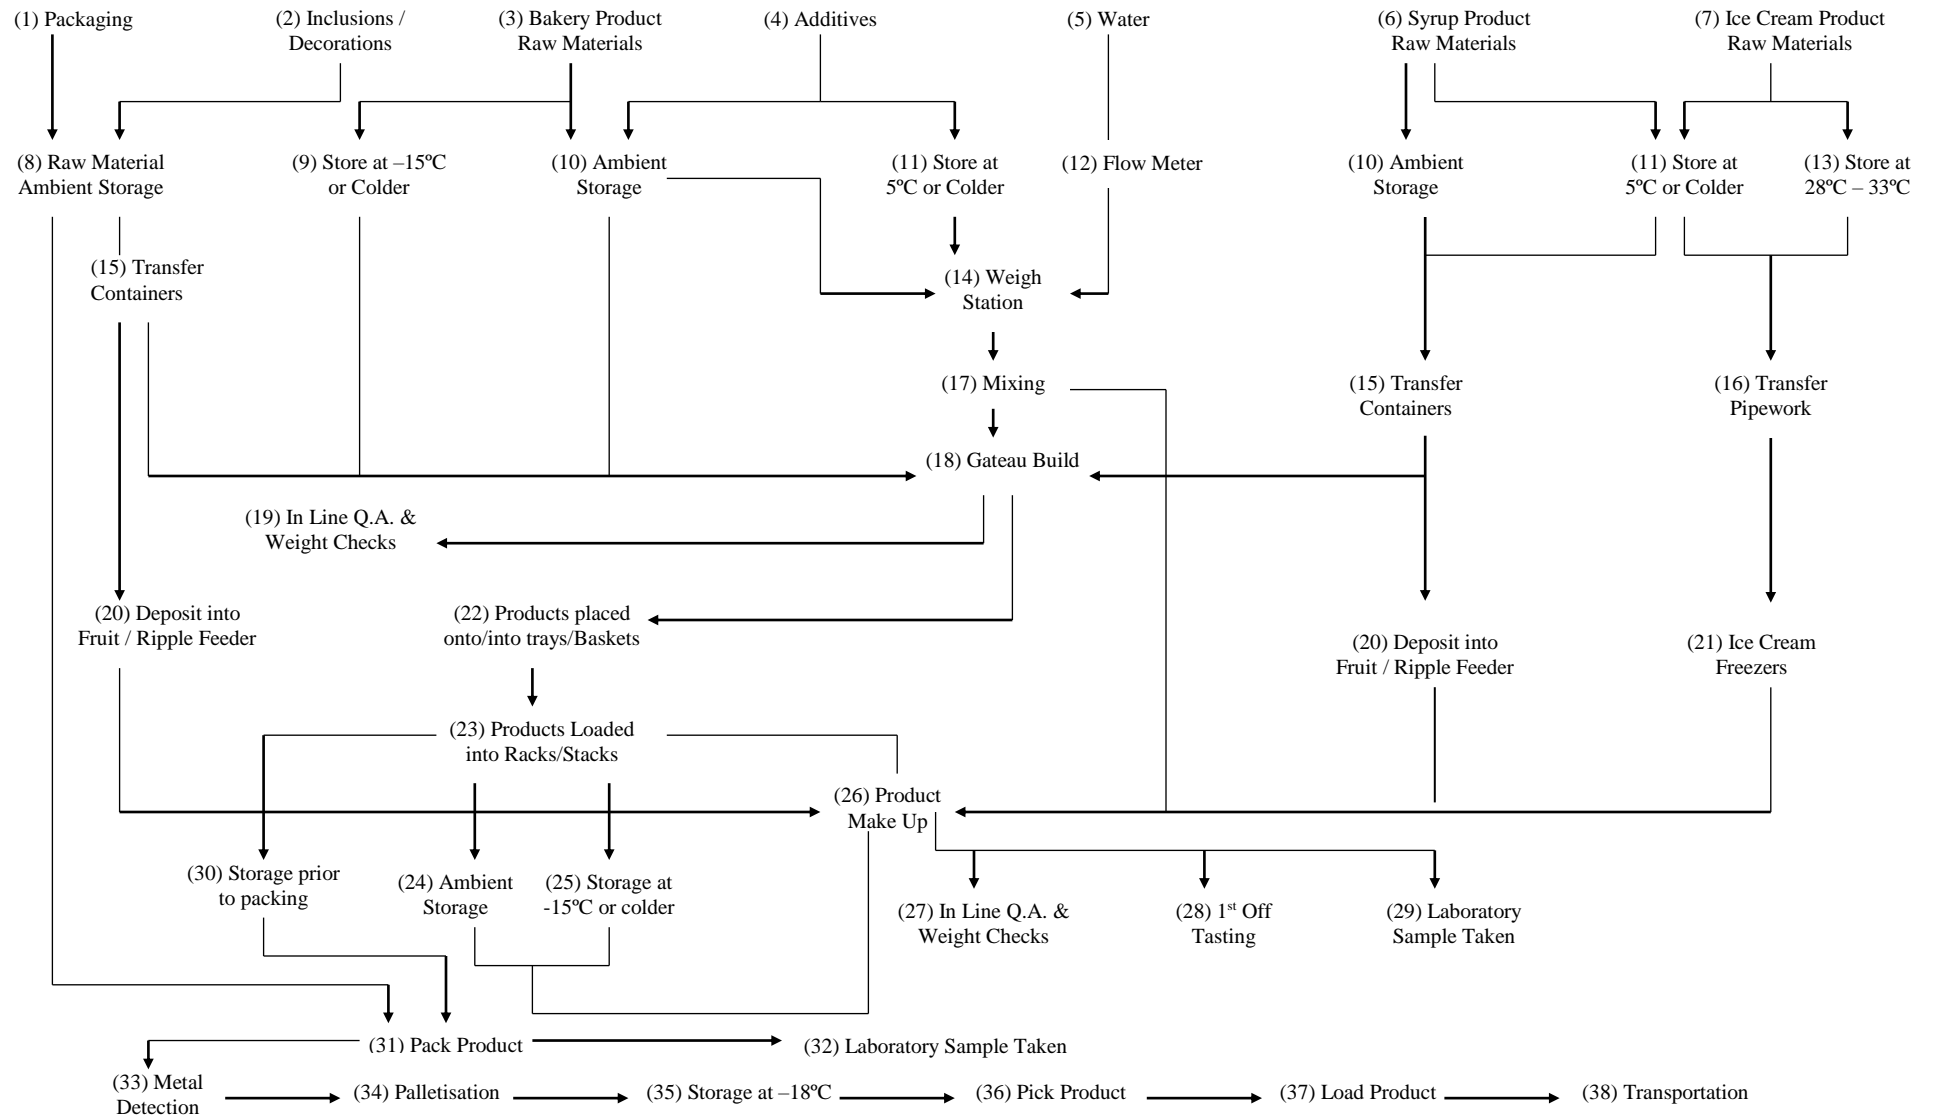 (1) Packaging
(2) Inclusions /
Decorations
(3) Bakery Product
Raw Materials
(4) Additives
(5) Water
(6) Syrup Product
Raw Materials
(7) Ice Cream Product
Raw Materials
(8) Raw Material
Ambient Storage
(9) Store at –15ºC
or Colder
(10) Ambient
Storage
(11) Store at
5ºC or Colder
(12) Flow Meter
(10) Ambient
Storage
(11) Store at
5ºC or Colder
(13) Store at
28ºC – 33ºC
(15) Transfer
Containers
(14) Weigh
Station
(17) Mixing
(15) Transfer
Containers
(16) Transfer
Pipework
(18) Gateau Build
(19) In Line Q.A. &
Weight Checks
(20) Deposit into
Fruit / Ripple Feeder
(22) Products placed
onto/into trays/Baskets
(20) Deposit into
Fruit / Ripple Feeder
(21) Ice Cream
Freezers
(23) Products Loaded
into Racks/Stacks
(26) Product
Make Up
(30) Storage prior
to packing
(24) Ambient
Storage
(25) Storage at
-15ºC or colder
(27) In Line Q.A. &
Weight Checks
(28) 1st Off
Tasting
(29) Laboratory
Sample Taken
(31) Pack Product
(32) Laboratory Sample Taken
(33) Metal
Detection
(34) Palletisation
(35) Storage at –18ºC
(36) Pick Product
(37) Load Product
(38) Transportation